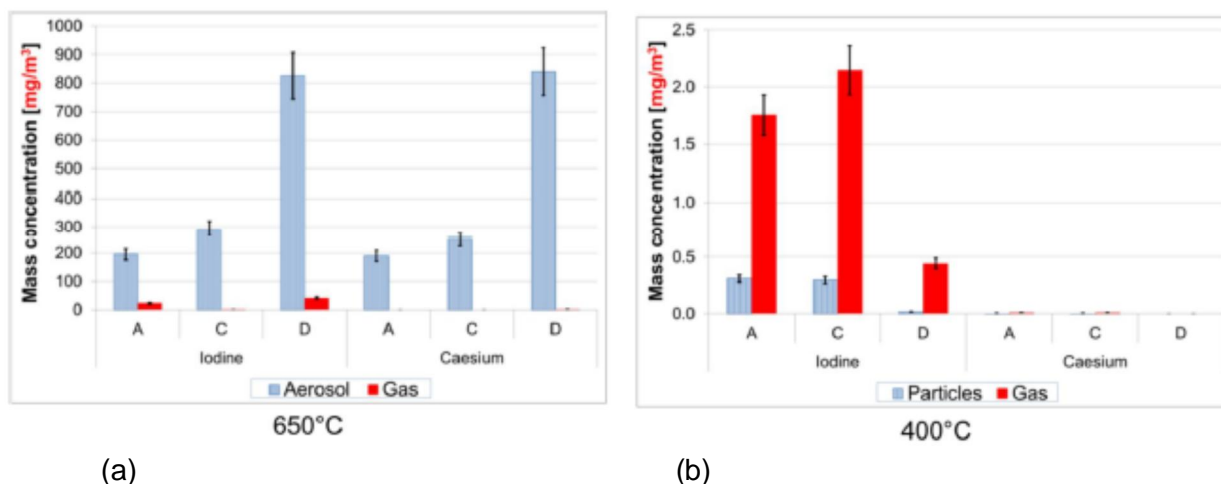 Mass concentration [mg/m³]
1000
900
800
700
600
500
400
300
200
100
0
A C D A C D
Iodine Caesium
Aerosol Gas
650°C
(a)
Mass concentration [mg/m³]
2.5
2.0
1.5
1.0
0.5
0.0
A C D A C D
Iodine Caesium
Particles Gas
400°C
(b)